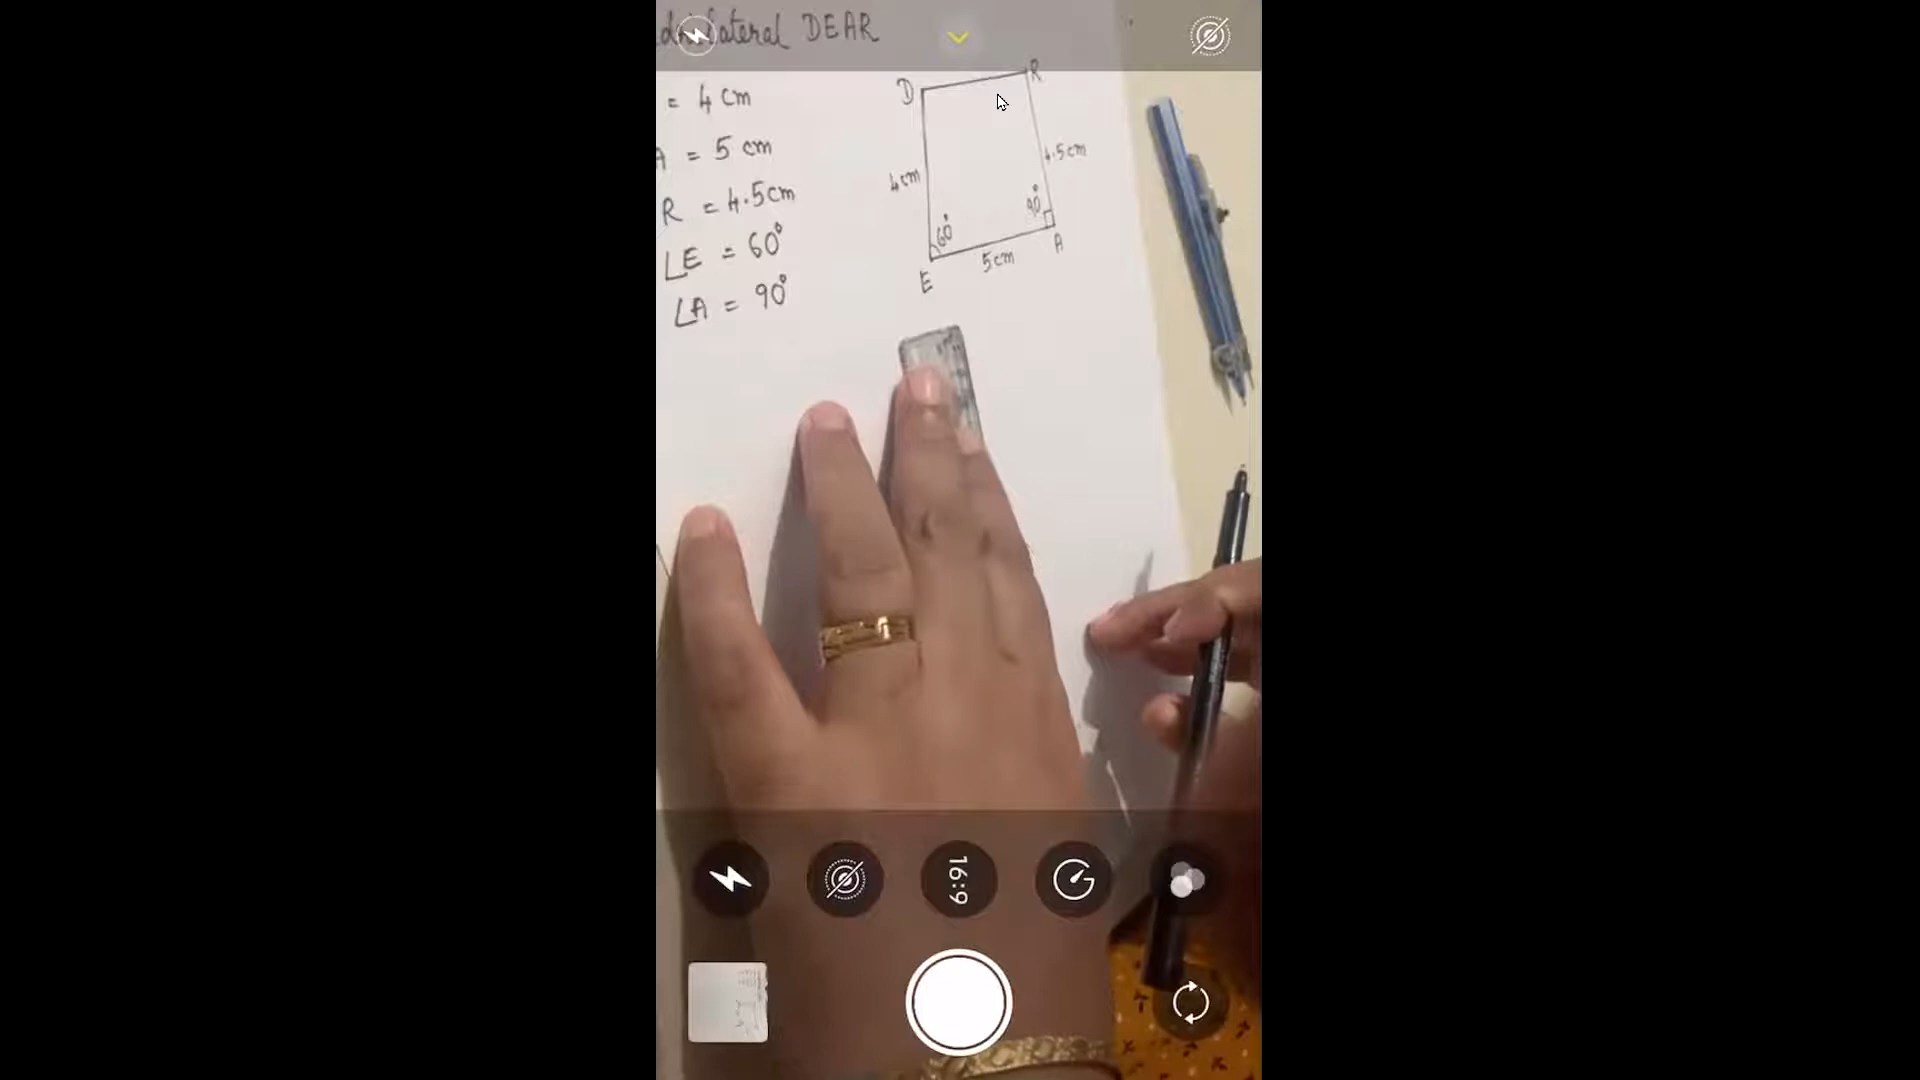 DEAR
= 4 cm
A = 5 cm
R = 4.5cm
∠E = 60°
∠A = 90°
D
R
4cm
4.5cm
60°
90°
E
5cm
A
16:9